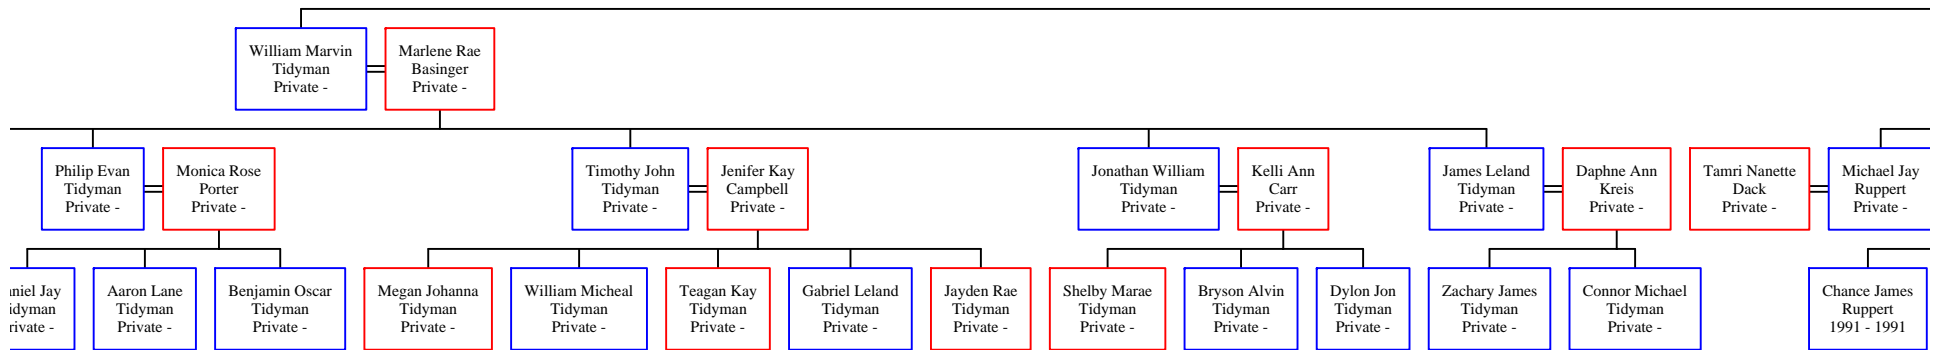 William Marvin
Tidyman
Private -
Marlene Rae
Basinger
Private -
Philip Evan
Tidyman
Private -
Monica Rose
Porter
Private -
Timothy John
Tidyman
Private -
Jenifer Kay
Campbell
Private -
Jonathan William
Tidyman
Private -
Kelli Ann
Carr
Private -
James Leland
Tidyman
Private -
Daphne Ann
Kreis
Private -
Tamri Nanette
Dack
Private -
Michael Jay
Ruppert
Private -
Jay
Aaron Lane
Tidyman
Private -
Benjamin Oscar
Tidyman
Private -
Megan Johanna
Tidyman
Private -
William Micheal
Tidyman
Private -
Teagan Kay
Tidyman
Private -
Gabriel Leland
Tidyman
Private -
Jayden Rae
Tidyman
Private -
Shelby Marae
Tidyman
Private -
Bryson Alvin
Tidyman
Private -
Dylon Jon
Tidyman
Private -
Zachary James
Tidyman
Private -
Connor Michael
Tidyman
Private -
Chance James
Ruppert
1991 - 1991